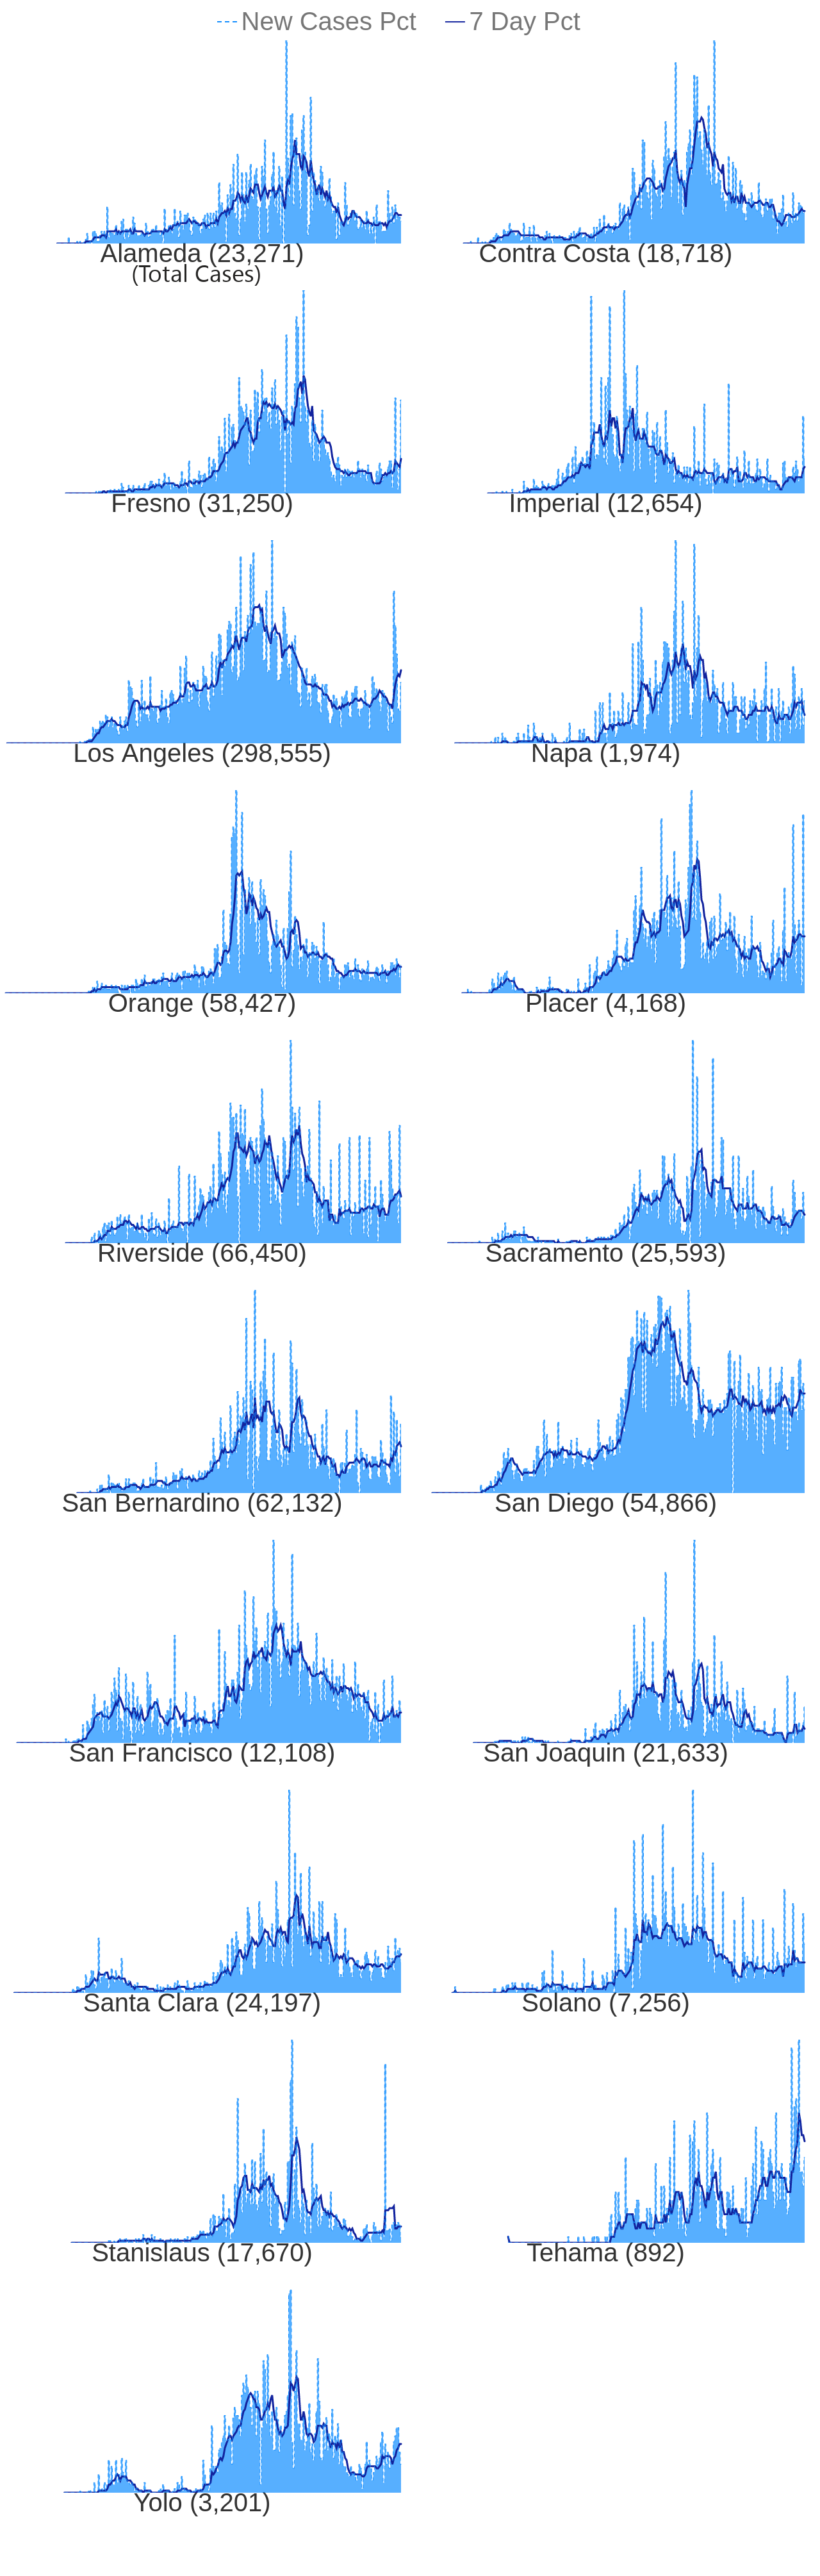 New Cases Pct 7 Day Pct
Alameda (23,271) Contra Costa (18,718)
(Total Cases)
Fresno (31,250) Imperial (12,654)
Los Angeles (298,555) Napa (1,974)
Orange (58,427) Placer (4,168)
Riverside (66,450) Sacramento (25,593)
San Bernardino (62,132) San Diego (54,866)
San Francisco (12,108) San Joaquin (21,633)
Santa Clara (24,197) Solano (7,256)
Stanislaus (17,670) Tehama (892)
Yolo (3,201)